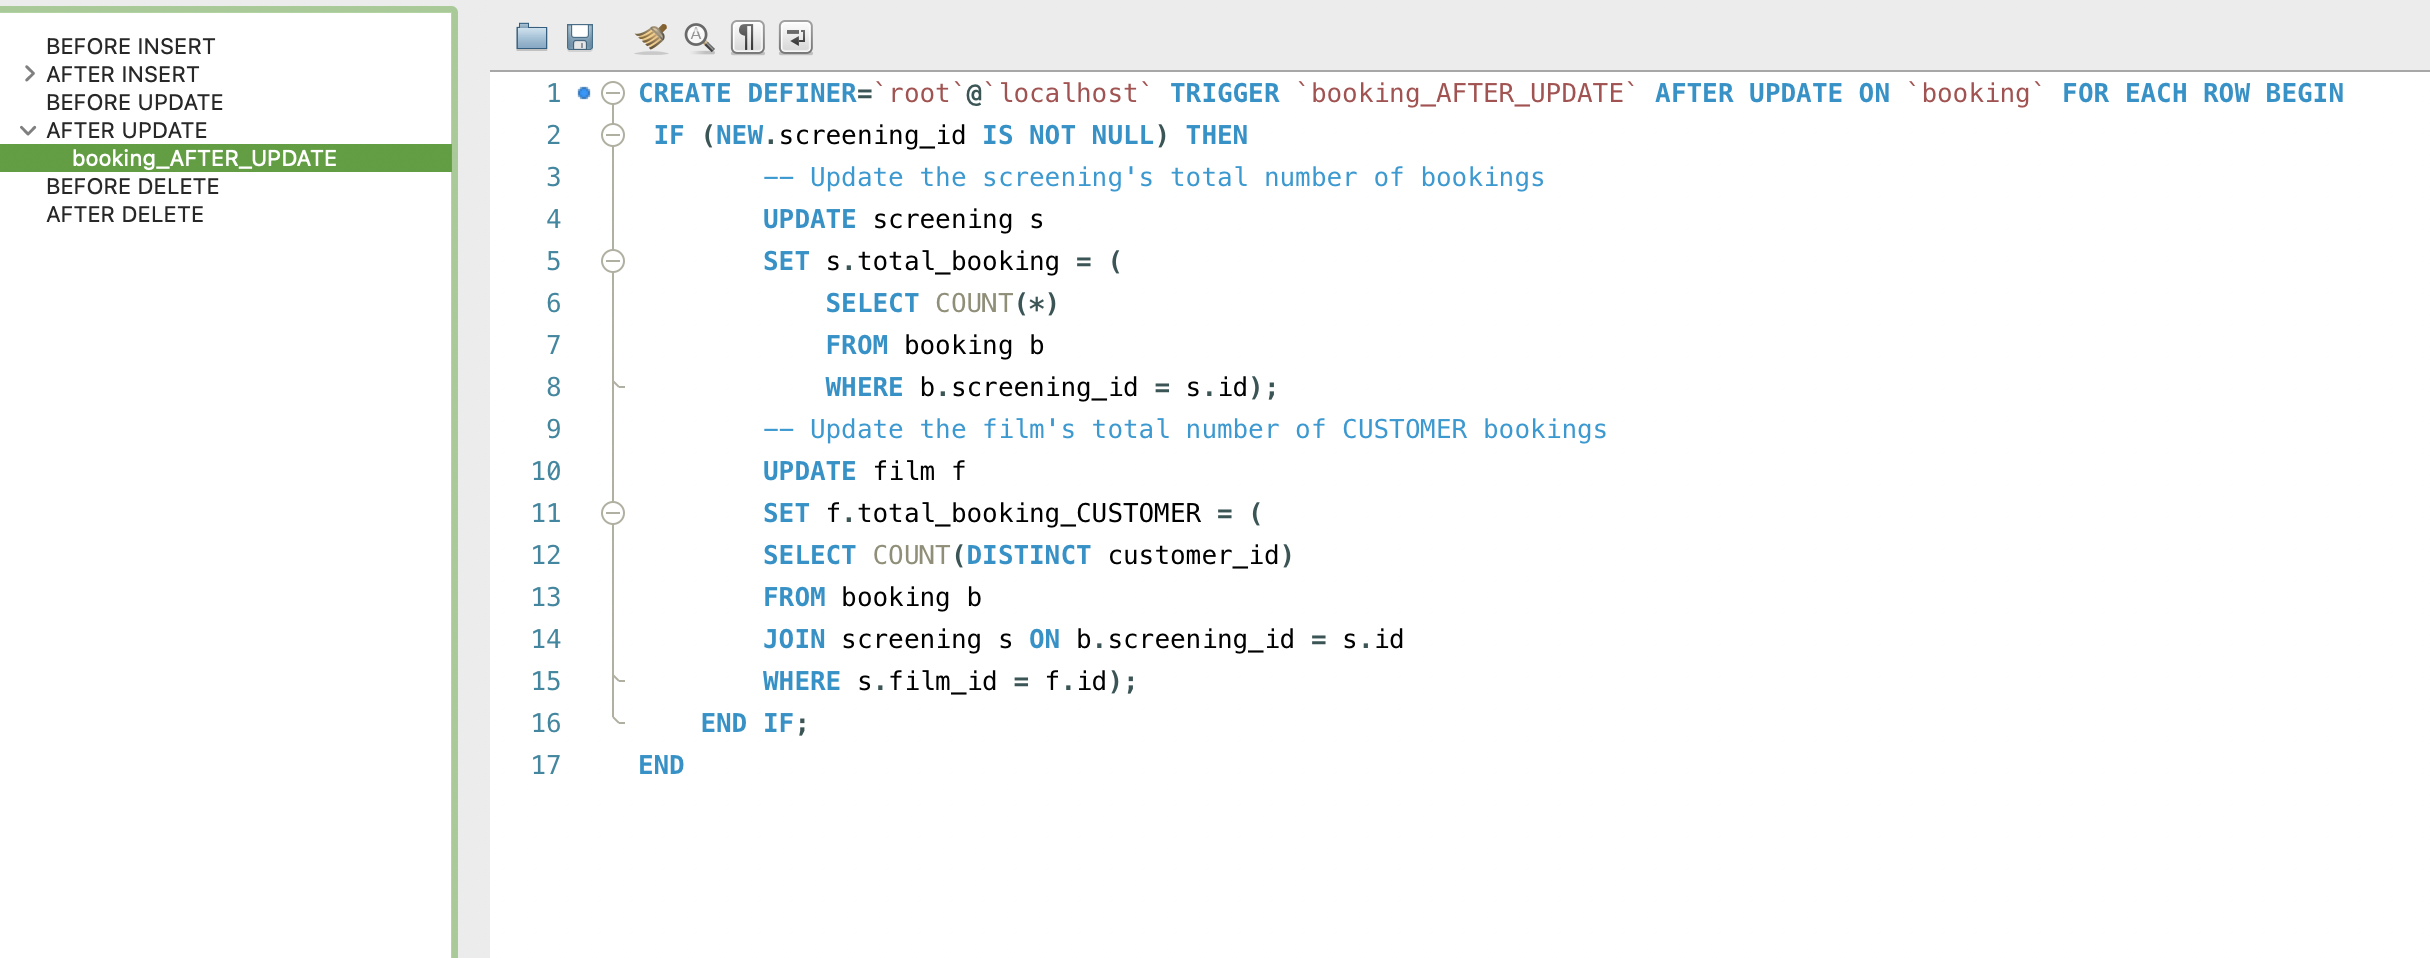 BEFORE INSERT
AFTER INSERT
BEFORE UPDATE
AFTER UPDATE
booking_AFTER_UPDATE
BEFORE DELETE
AFTER DELETE
1 CREATE DEFINER=`root`@`localhost` TRIGGER `booking_AFTER_UPDATE` AFTER UPDATE ON `booking` FOR EACH ROW BEGIN
2 IF (NEW.screening_id IS NOT NULL) THEN
3 -- Update the screening's total number of bookings
4 UPDATE screening s
5 SET s.total_booking = (
6 SELECT COUNT(*)
7 FROM booking b
8 WHERE b.screening_id = s.id);
9 -- Update the film's total number of CUSTOMER bookings
10 UPDATE film f
11 SET f.total_booking_CUSTOMER = (
12 SELECT COUNT(DISTINCT customer_id)
13 FROM booking b
14 JOIN screening s ON b.screening_id = s.id
15 WHERE s.film_id = f.id);
16 END IF;
17 END